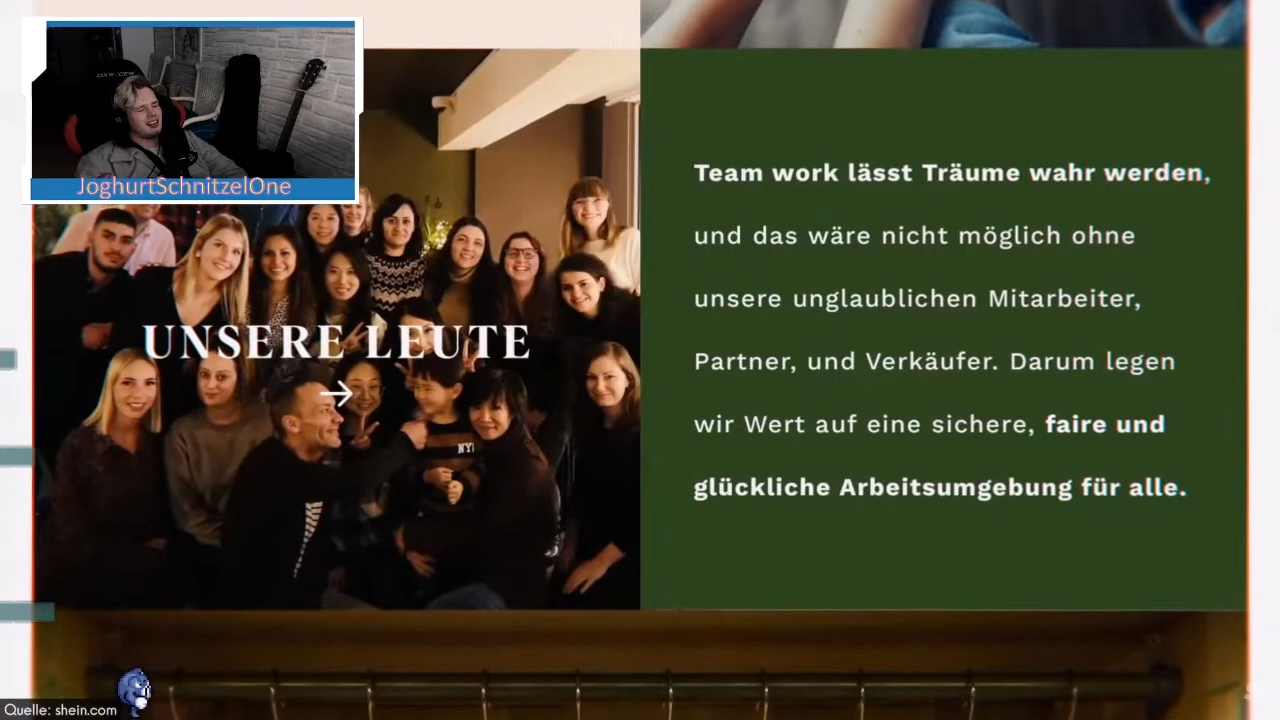 JoghurtSchnitzelOne
UNSERE LEUTE
→
Team work lässt Träume wahr werden,
und das wäre nicht möglich ohne
unsere unglaublichen Mitarbeiter,
Partner, und Verkäufer. Darum legen
wir Wert auf eine sichere, faire und
glückliche Arbeitsumgebung für alle.
Quelle: shein.com